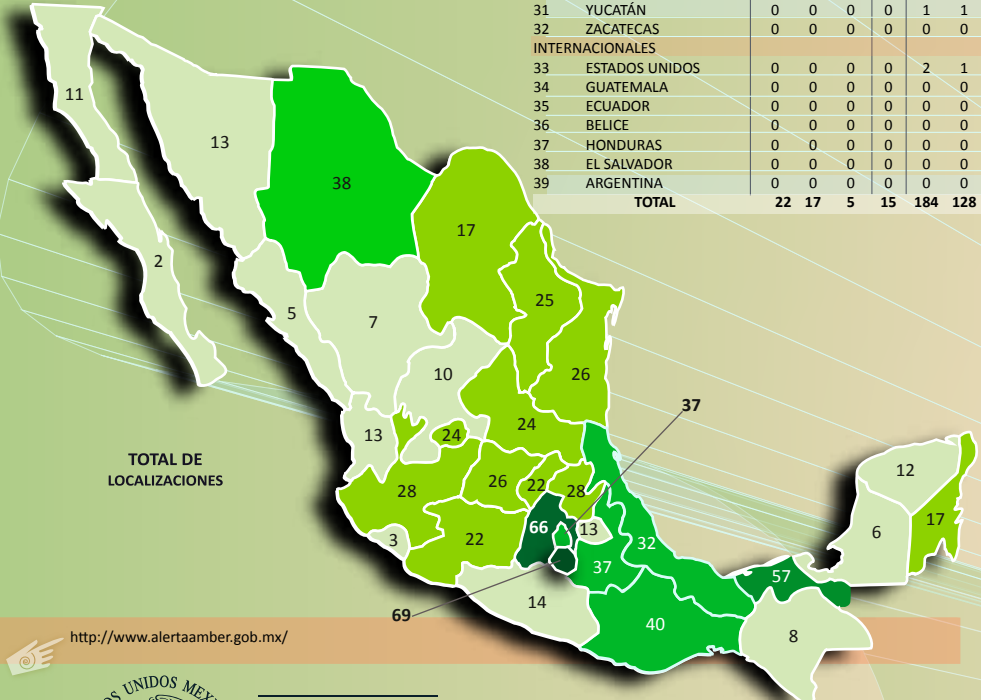 31 YUCATÁN 0 0 0 0 1 1
32 ZACATECAS 0 0 0 0 0 0
INTERNACIONALES
33 ESTADOS UNIDOS 0 0 0 0 2 1
34 GUATEMALA 0 0 0 0 0 0
35 ECUADOR 0 0 0 0 0 0
36 BELICE 0 0 0 0 0 0
37 HONDURAS 0 0 0 0 0 0
38 EL SALVADOR 0 0 0 0 0 0
39 ARGENTINA 0 0 0 0 0 0
TOTAL 22 17 5 15 184 128
11
13
38
17
2
25
5
7
10
26
37
24
13
24
TOTAL DE
LOCALIZACIONES
12
26
22
28
28
17
66
13
6
3
22
32
37
57
14
69
40
8
http://www.alertaamber.gob.mx/
OS UNIDOS MEX